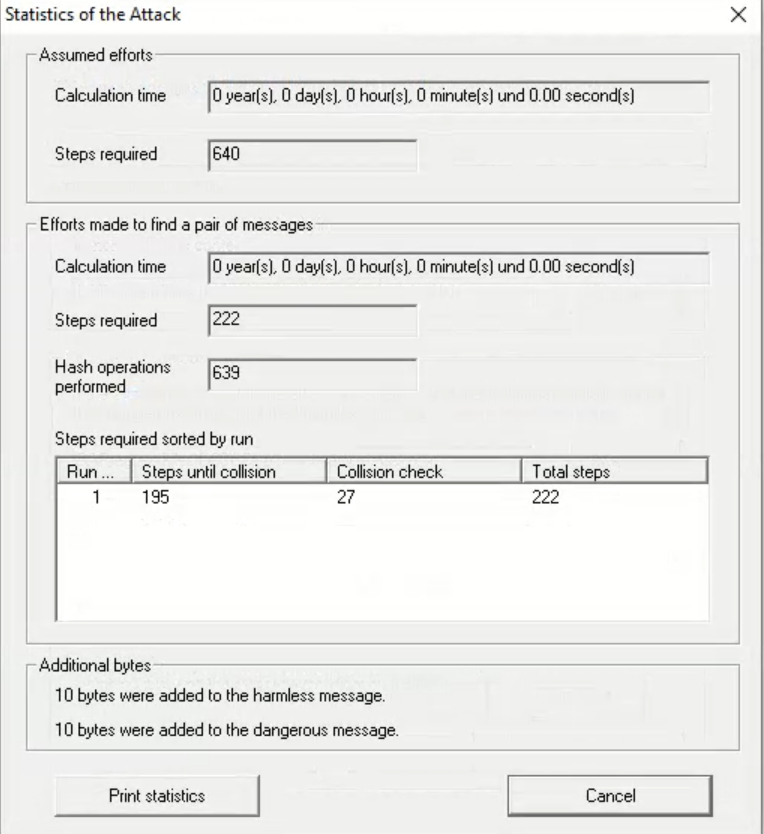 Statistics of the Attack
Assumed efforts
Calculation time 0 year(s), 0 day(s), 0 hour(s), 0 minute(s) und 0.00 second(s)
Steps required 640
Efforts made to find a pair of messages
Calculation time 0 year(s), 0 day(s), 0 hour(s), 0 minute(s) und 0.00 second(s)
Steps required 222
Hash operations
performed 639
Steps required sorted by run
Run ... Steps until collision Collision check Total steps
1 195 27 222
Additional bytes
10 bytes were added to the harmless message.
10 bytes were added to the dangerous message.
Print statistics Cancel